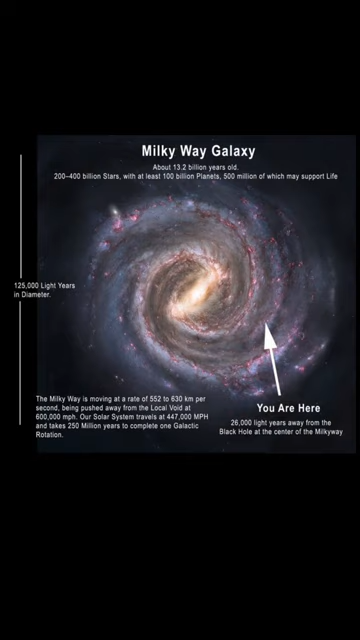 Milky Way Galaxy
About 13.2 billion years old.
200-400 billion Stars, with at least 100 billion Planets, 500 million of which may support Life
125,000 Light Years
in Diameter.
The Milky Way is moving at a rate of 552 to 630 km per
second, being pushed away from the Local Void at
600,000 mph. Our Solar System travels at 447,000 MPH
and takes 250 Million years to complete one Galactic
Rotation.
You Are Here
26,000 light years away from the
Black Hole at the center of the Milkyway